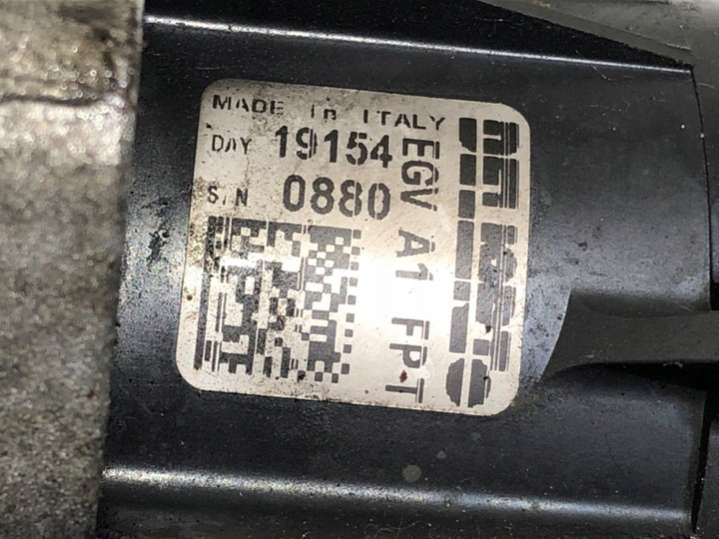 MADE IN ITALY
DAY 19154
S/N 0880
EGV A1 FPT